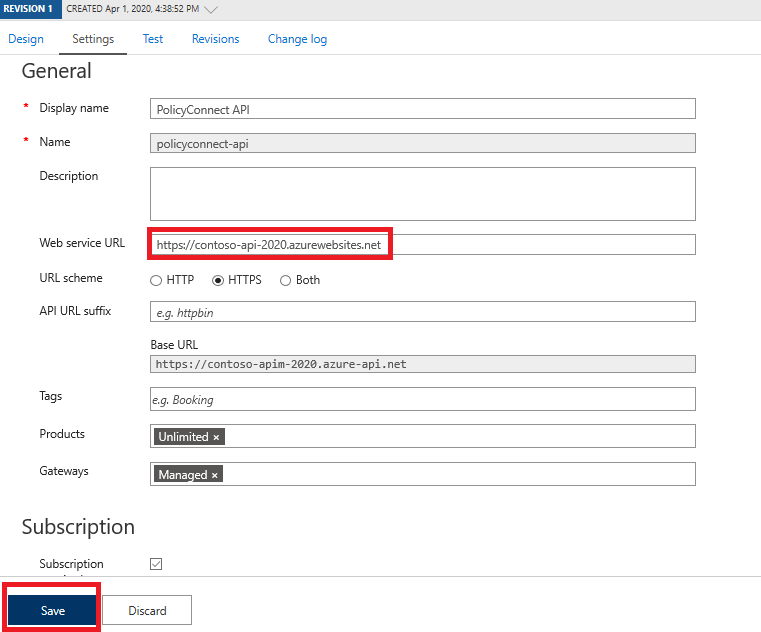 REVISION 1 CREATED Apr 1, 2020, 4:38:52 PM
Design Settings Test Revisions Change log
General
* Display name PolicyConnect API
* Name policyconnect-api
Description
Web service URL https://contoso-api-2020.azurewebsites.net
URL scheme HTTP HTTPS Both
API URL suffix e.g. httpbin
Base URL
https://contoso-apim-2020.azure-api.net
Tags e.g. Booking
Products Unlimited ×
Gateways Managed ×
Subscription
Subscription
Save Discard